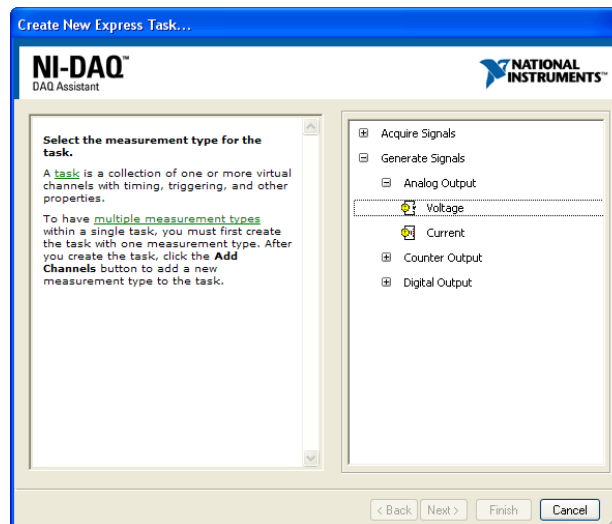 Create New Express Task...
NI-DAQ™
DAQ Assistant
NATIONAL
INSTRUMENTS™
Select the measurement type for the
task.
A task is a collection of one or more virtual
channels with timing, triggering, and other
properties.
To have multiple measurement types
within a single task, you must first create
the task with one measurement type. After
you create the task, click the Add
Channels button to add a new
measurement type to the task.
Acquire Signals
Generate Signals
Analog Output
Voltage
Current
Counter Output
Digital Output
< Back
Next >
Finish
Cancel